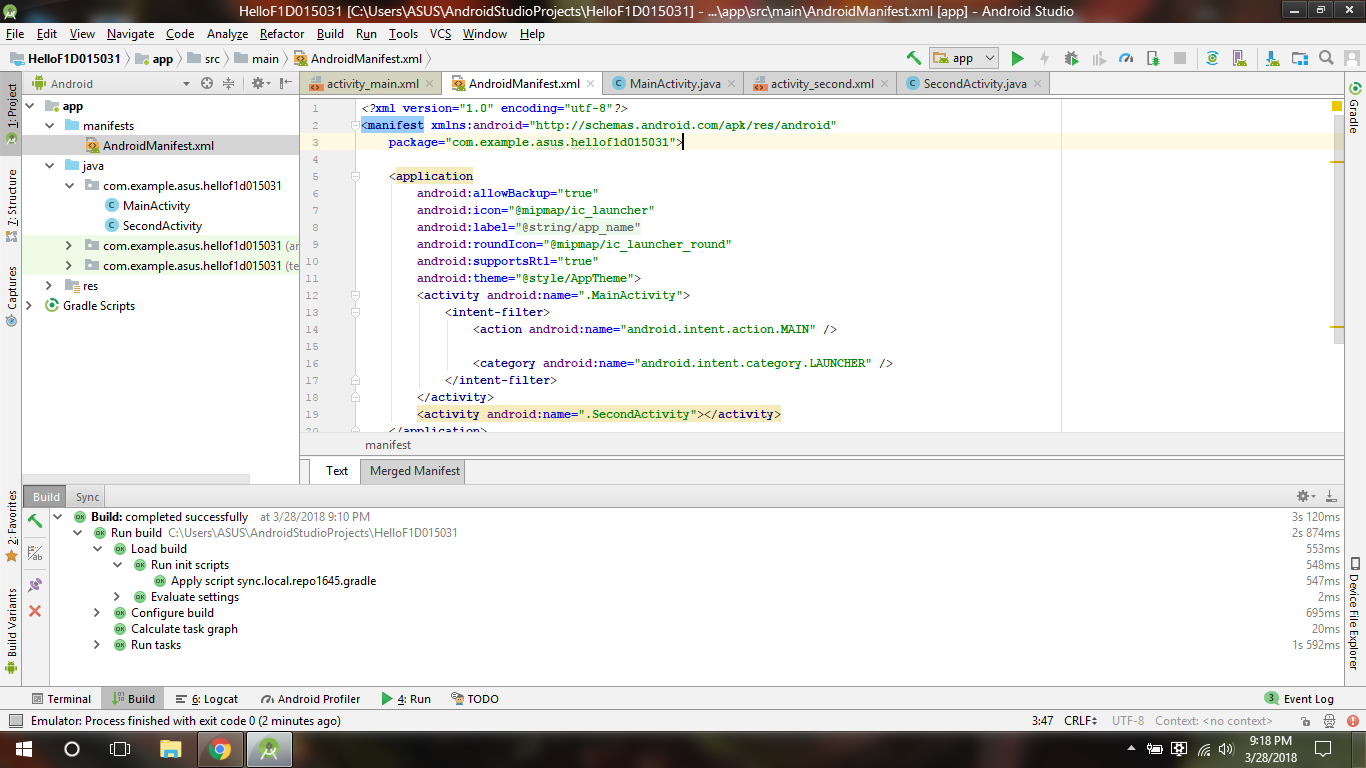 HelloF1D015031 [C:\Users\ASUS\AndroidStudioProjects\HelloF1D015031] - ...\app\src\main\AndroidManifest.xml [app] - Android Studio
File Edit View Navigate Code Analyze Refactor Build Run Tools VCS Window Help
HelloF1D015031 app src main AndroidManifest.xml app
1: Project
7: Structure
Captures
2: Favorites
Build Variants
Android
app
manifests
AndroidManifest.xml
java
com.example.asus.hellof1d015031
MainActivity
SecondActivity
com.example.asus.hellof1d015031 (an
com.example.asus.hellof1d015031 (te
res
Gradle Scripts
activity_main.xml AndroidManifest.xml MainActivity.java activity_second.xml SecondActivity.java
1 <?xml version="1.0" encoding="utf-8"?>
2 <manifest xmlns:android="http://schemas.android.com/apk/res/android"
3 package="com.example.asus.hellof1d015031">
4
5 <application
6 android:allowBackup="true"
7 android:icon="@mipmap/ic_launcher"
8 android:label="@string/app_name"
9 android:roundIcon="@mipmap/ic_launcher_round"
10 android:supportsRtl="true"
11 android:theme="@style/AppTheme">
12 <activity android:name=".MainActivity">
13 <intent-filter>
14 <action android:name="android.intent.action.MAIN" />
15
16 <category android:name="android.intent.category.LAUNCHER" />
17 </intent-filter>
18 </activity>
19 <activity android:name=".SecondActivity"></activity>
20 </application>
manifest
Text Merged Manifest
Gradle
Device File Explorer
Build Sync
Build: completed successfully at 3/28/2018 9:10 PM 3s 120ms
Run build C:\Users\ASUS\AndroidStudioProjects\HelloF1D015031 2s 874ms
Load build 553ms
Run init scripts 548ms
Apply script sync.local.repo1645.gradle 547ms
Evaluate settings 2ms
Configure build 695ms
Calculate task graph 20ms
Run tasks 1s 592ms
Terminal Build 6: Logcat Android Profiler 4: Run TODO 3 Event Log
Emulator: Process finished with exit code 0 (2 minutes ago) 3:47 CRLF UTF-8 Context: <no context>
9:18 PM
3/28/2018